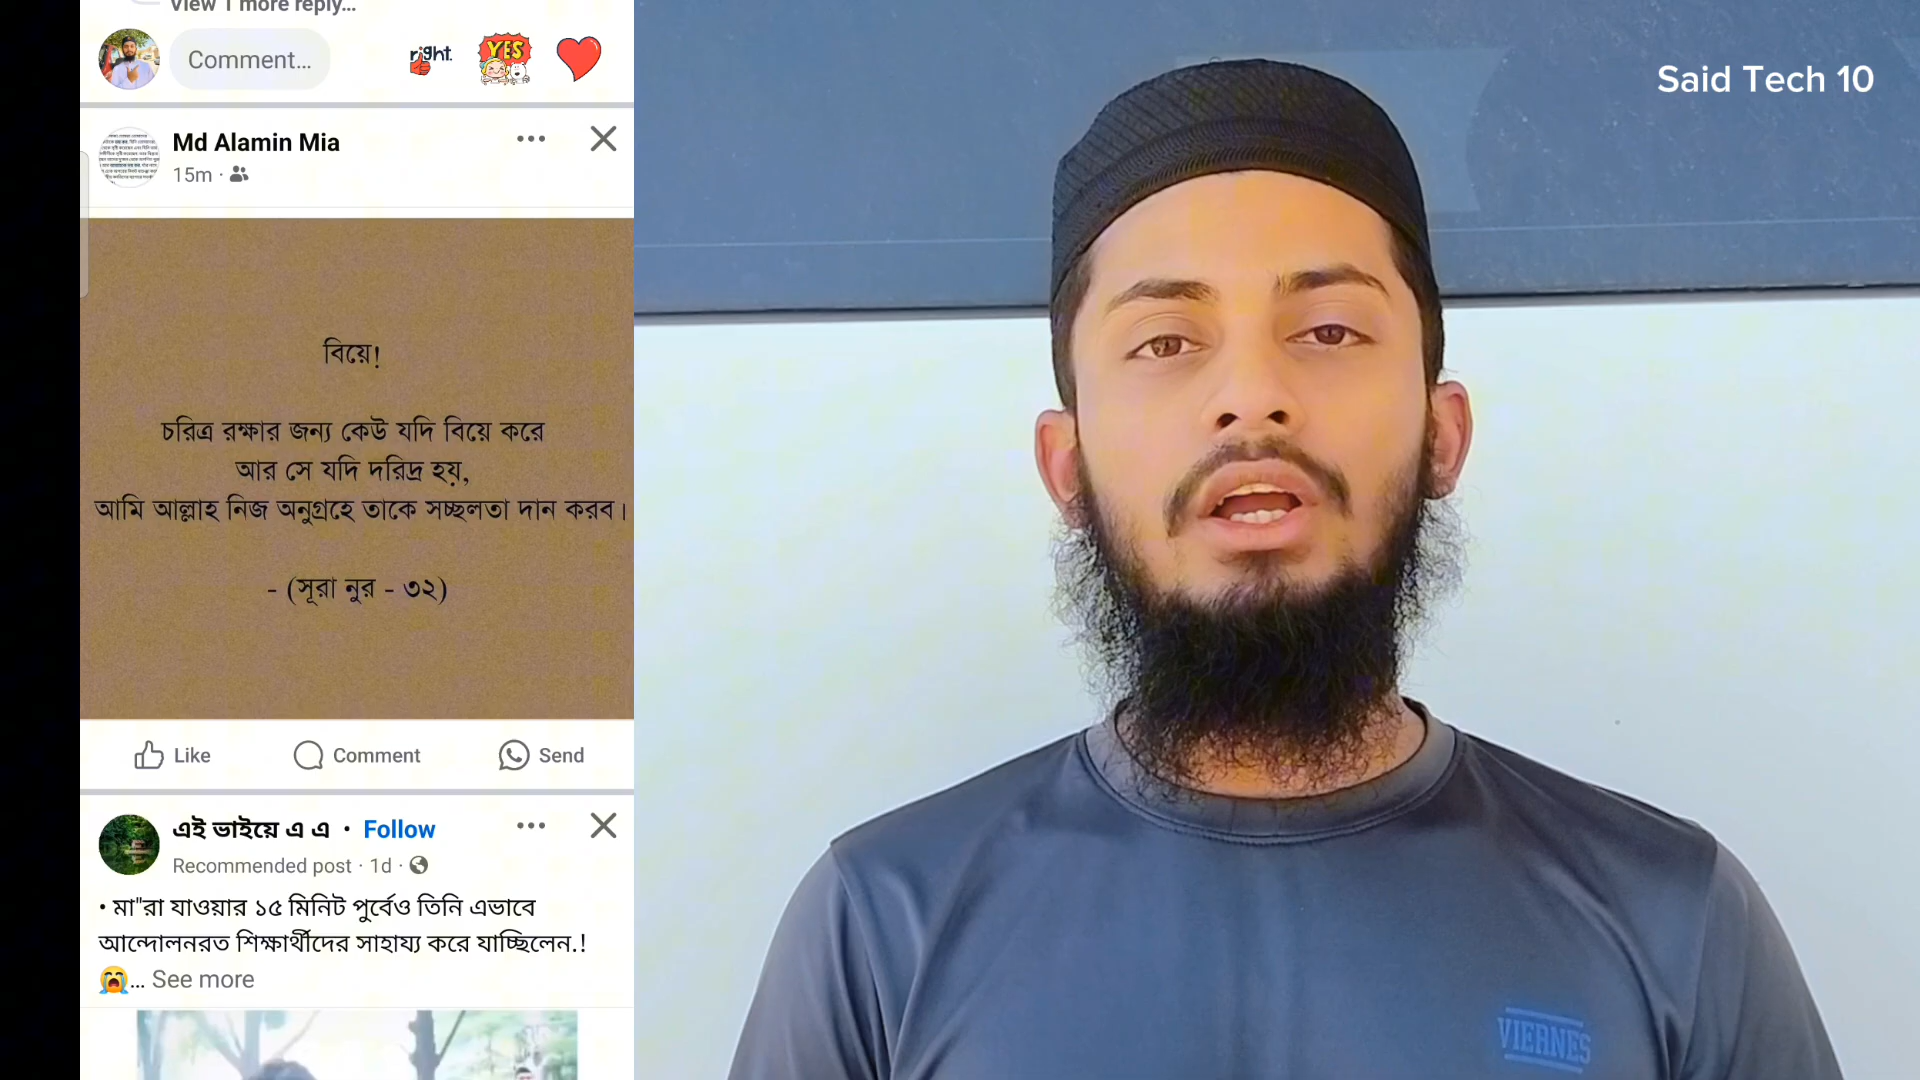 View 1 more reply...
Comment...
right.
YES
Md Alamin Mia
15m
বিয়ে!
চরিত্র রক্ষার জন্য কেউ যদি বিয়ে করে
আর সে যদি দরিদ্র হয়,
আমি আল্লাহ নিজ অনুগ্রহে তাকে সচ্ছলতা দান করব।
- (সূরা নুর - ৩২)
Like
Comment
Send
এই ভাইয়ে এ এ · Follow
Recommended post · 1d ·
• মা"রা যাওয়ার ১৫ মিনিট পুর্বেও তিনি এভাবে
আন্দোলনরত শিক্ষার্থীদের সাহায্য করে যাচ্ছিলেন.!
😭... See more
Said Tech 10
VIERNES